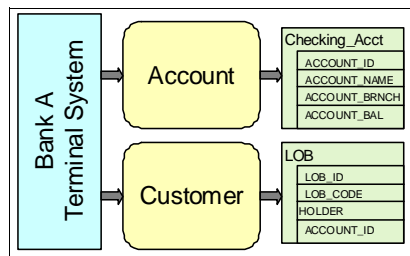 Bank A
Terminal System
Account
Checking_Acct
ACCOUNT_ID
ACCOUNT_NAME
ACCOUNT_BRNCH
ACCOUNT_BAL
Customer
LOB
LOB_ID
LOB_CODE
HOLDER
ACCOUNT_ID